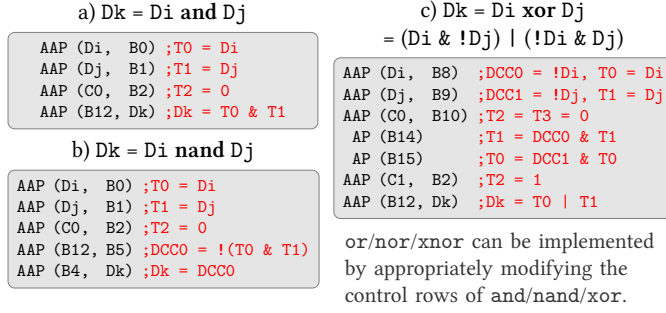 a) Dk = Di and Dj
AAP (Di, B0) ;T0 = Di
AAP (Dj, B1) ;T1 = Dj
AAP (C0, B2) ;T2 = 0
AAP (B12, Dk) ;Dk = T0 & T1
b) Dk = Di nand Dj
AAP (Di, B0) ;T0 = Di
AAP (Dj, B1) ;T1 = Dj
AAP (C0, B2) ;T2 = 0
AAP (B12, B5) ;DCC0 = !(T0 & T1)
AAP (B4, Dk) ;Dk = DCC0
c) Dk = Di xor Dj
= (Di & !Dj) | (!Di & Dj)
AAP (Di, B8) ;DCC0 = !Di, T0 = Di
AAP (Dj, B9) ;DCC1 = !Dj, T1 = Dj
AAP (C0, B10) ;T2 = T3 = 0
AP (B14) ;T1 = DCC0 & T1
AP (B15) ;T0 = DCC1 & T0
AAP (C1, B2) ;T2 = 1
AAP (B12, Dk) ;Dk = T0 | T1
or/nor/xnor can be implemented
by appropriately modifying the
control rows of and/nand/xor.